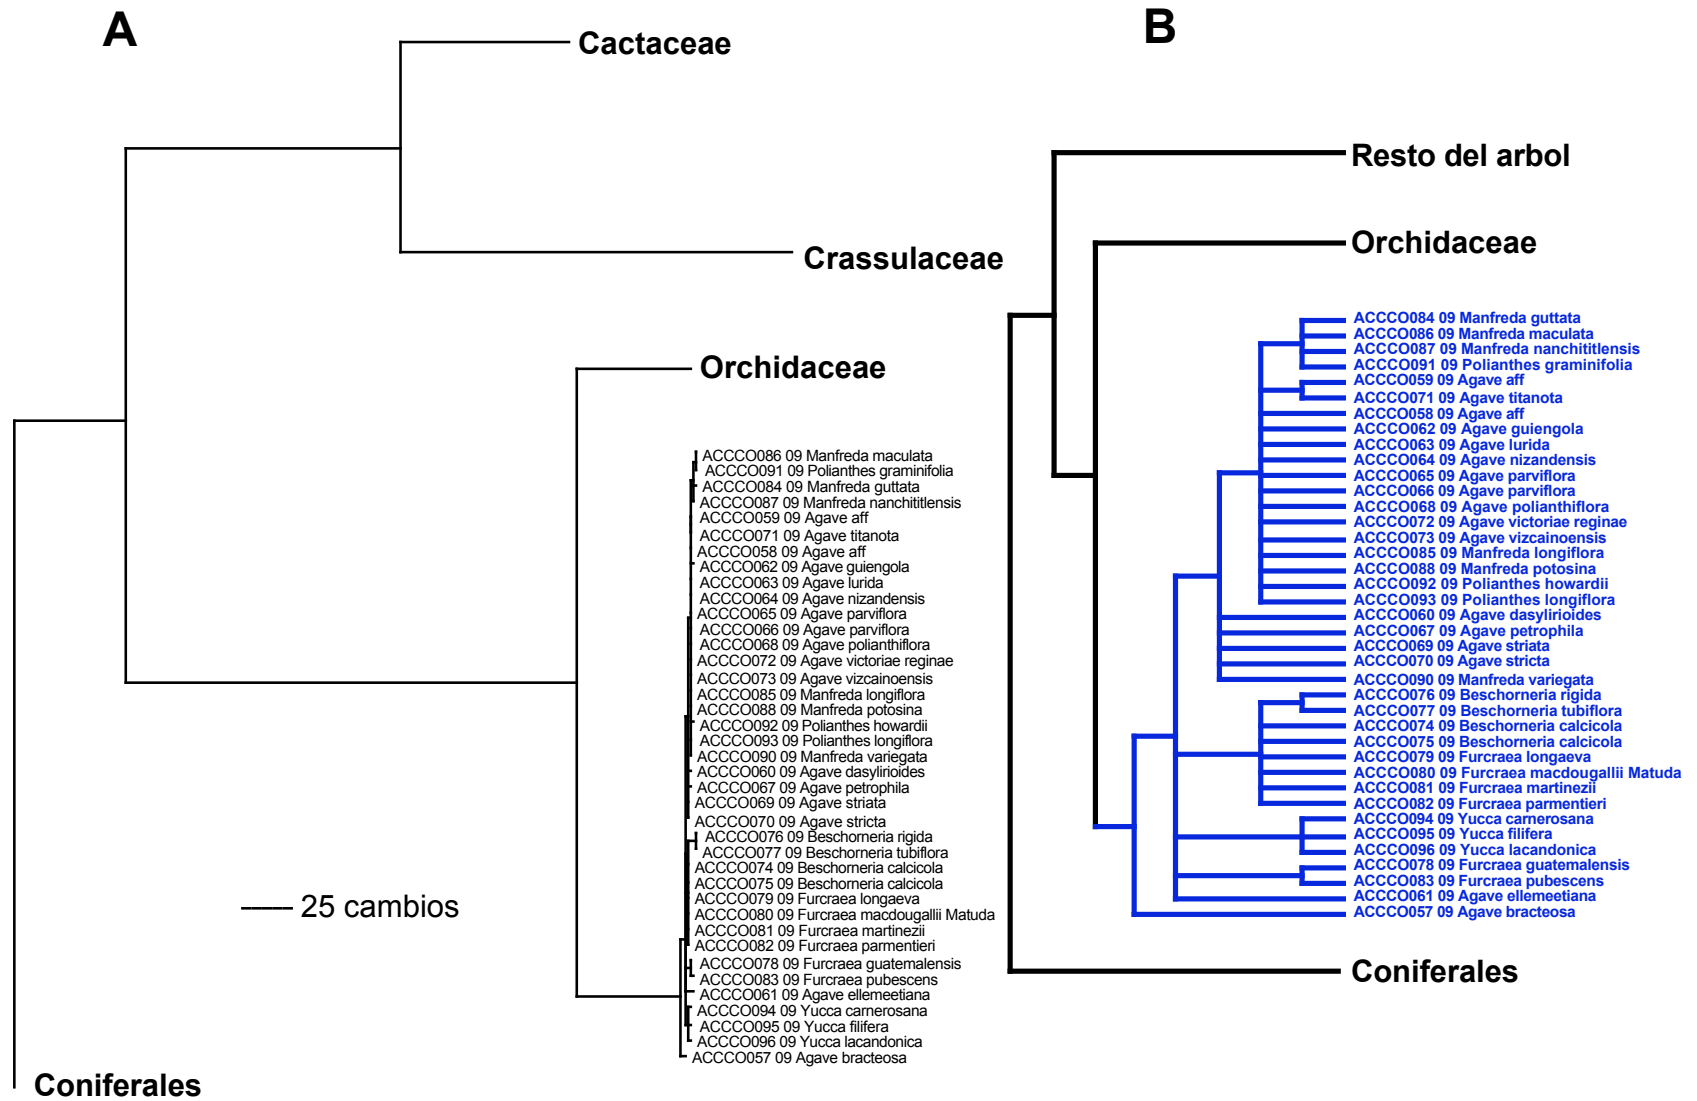 A
Cactaceae
Crassulaceae
Orchidaceae
ACCCO086 09 Manfreda maculata
ACCCO091 09 Polianthes graminifolia
ACCCO084 09 Manfreda guttata
ACCCO087 09 Manfreda nanchititlensis
ACCCO059 09 Agave aff
ACCCO071 09 Agave titanota
ACCCO058 09 Agave aff
ACCCO062 09 Agave guiengola
ACCCO063 09 Agave lurida
ACCCO064 09 Agave nizandensis
ACCCO065 09 Agave parviflora
ACCCO066 09 Agave parviflora
ACCCO068 09 Agave polianthiflora
ACCCO072 09 Agave victoriae reginae
ACCCO073 09 Agave vizcainoensis
ACCCO085 09 Manfreda longiflora
ACCCO088 09 Manfreda potosina
ACCCO092 09 Polianthes howardii
ACCCO093 09 Polianthes longiflora
ACCCO090 09 Manfreda variegata
ACCCO060 09 Agave dasylirioides
ACCCO067 09 Agave petrophila
ACCCO069 09 Agave striata
ACCCO070 09 Agave stricta
ACCCO076 09 Beschorneria rigida
ACCCO077 09 Beschorneria tubiflora
ACCCO074 09 Beschorneria calcicola
ACCCO075 09 Beschorneria calcicola
ACCCO079 09 Furcraea longaeva
ACCCO080 09 Furcraea macdougallii Matuda
ACCCO081 09 Furcraea martinezii
ACCCO082 09 Furcraea parmentieri
ACCCO078 09 Furcraea guatemalensis
ACCCO083 09 Furcraea pubescens
ACCCO061 09 Agave ellemeetiana
ACCCO094 09 Yucca carnerosana
ACCCO095 09 Yucca filifera
ACCCO096 09 Yucca lacandonica
ACCCO057 09 Agave bracteosa
25 cambios
Coniferales
B
Resto del arbol
Orchidaceae
ACCCO084 09 Manfreda guttata
ACCCO086 09 Manfreda maculata
ACCCO087 09 Manfreda nanchititlensis
ACCCO091 09 Polianthes graminifolia
ACCCO059 09 Agave aff
ACCCO071 09 Agave titanota
ACCCO058 09 Agave aff
ACCCO062 09 Agave guiengola
ACCCO063 09 Agave lurida
ACCCO064 09 Agave nizandensis
ACCCO065 09 Agave parviflora
ACCCO066 09 Agave parviflora
ACCCO068 09 Agave polianthiflora
ACCCO072 09 Agave victoriae reginae
ACCCO073 09 Agave vizcainoensis
ACCCO085 09 Manfreda longiflora
ACCCO088 09 Manfreda potosina
ACCCO092 09 Polianthes howardii
ACCCO093 09 Polianthes longiflora
ACCCO060 09 Agave dasylirioides
ACCCO067 09 Agave petrophila
ACCCO069 09 Agave striata
ACCCO070 09 Agave stricta
ACCCO090 09 Manfreda variegata
ACCCO076 09 Beschorneria rigida
ACCCO077 09 Beschorneria tubiflora
ACCCO074 09 Beschorneria calcicola
ACCCO075 09 Beschorneria calcicola
ACCCO079 09 Furcraea longaeva
ACCCO080 09 Furcraea macdougallii Matuda
ACCCO081 09 Furcraea martinezii
ACCCO082 09 Furcraea parmentieri
ACCCO094 09 Yucca carnerosana
ACCCO095 09 Yucca filifera
ACCCO096 09 Yucca lacandonica
ACCCO078 09 Furcraea guatemalensis
ACCCO083 09 Furcraea pubescens
ACCCO061 09 Agave ellemeetiana
ACCCO057 09 Agave bracteosa
Coniferales